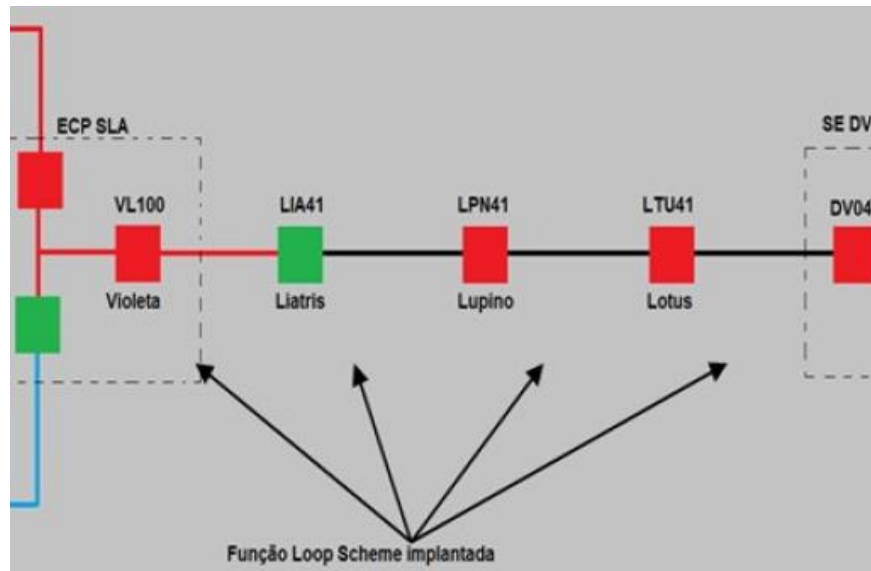 ECP SLA
SE DV
VL100
LIA41
LPN41
LTU41
DV04
Violeta
Liatris
Lupino
Lotus
Função Loop Scheme implantada